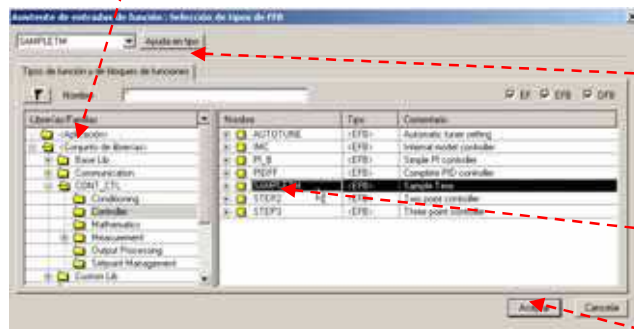 Asistente de entradas de función : Selección de tipos de FFB
SAMPLETM Ayuda en tipo
Tipos de función y de bloques de funciones
Nombre EF EFB DFB
Librerías/Familias Nombre Tipo Comentario
<Aplicación> AUTOTUNE <EFB> Automatic tuner setting
<Conjunto de librerías> IMC <EFB> Internal model controller
Base Lib PI_B <EFB> Simple PI controller
Communication PIDFF <EFB> Complete PID controller
CONT_CTL SAMPLETM <EFB> Sample Time
Conditioning STEP2 <EFB> Two point controller
Controller STEP3 <EFB> Three point controller
Mathematics
Measurement
Output Processing
Setpoint Management
Custom Lib
Aceptar Cancela